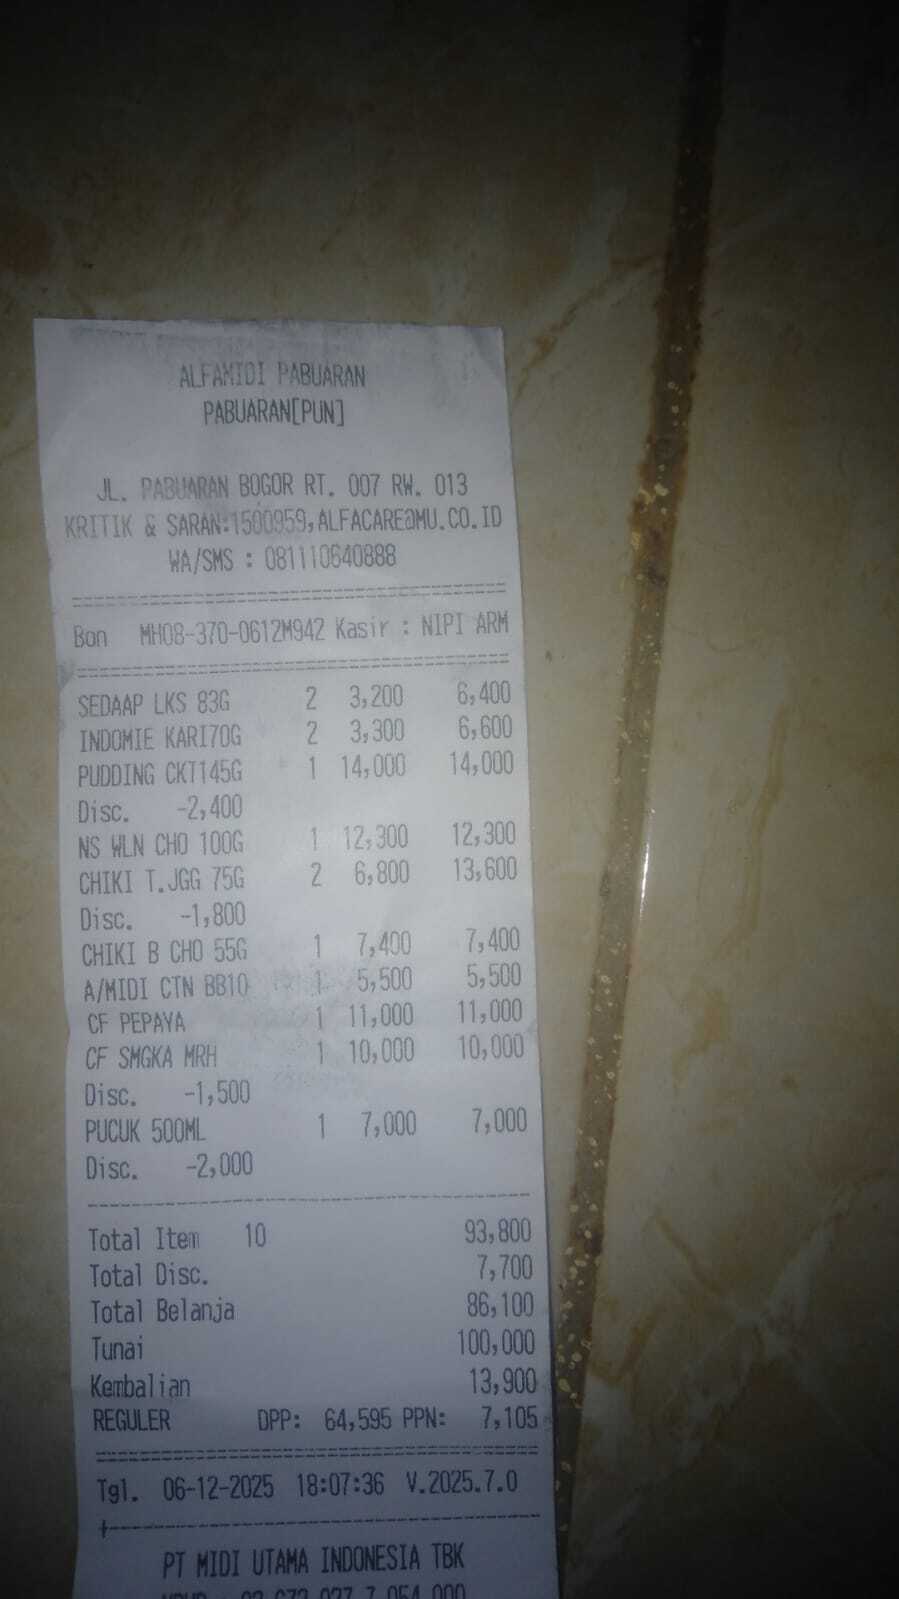 ALFAMIDI PABUARAN
PABUARAN[PUN]
JL. PABUARAN BOGOR RT. 007 RW. 013
KRITIK & SARAN:1500959,ALFACARE@MU.CO.ID
WA/SMS : 081110640888
Bon MH08-370-0612M942 Kasir : NIPI ARM
SEDAAP LKS 83G 2 3,200 6,400
INDOMIE KARI70G 2 3,300 6,600
PUDDING CKT145G 1 14,000 14,000
Disc. -2,400
NS WLN CHO 100G 1 12,300 12,300
CHIKI T.JGG 75G 2 6,800 13,600
Disc. -1,800
CHIKI B CHO 55G 1 7,400 7,400
A/MIDI CTN BB10 1 5,500 5,500
CF PEPAYA 1 11,000 11,000
CF SMGKA MRH 1 10,000 10,000
Disc. -1,500
PUCUK 500ML 1 7,000 7,000
Disc. -2,000
Total Item 10 93,800
Total Disc. 7,700
Total Belanja 86,100
Tunai 100,000
Kembalian 13,900
REGULER DPP: 64,595 PPN: 7,105
Tgl. 06-12-2025 18:07:36 V.2025.7.0
PT MIDI UTAMA INDONESIA TBK